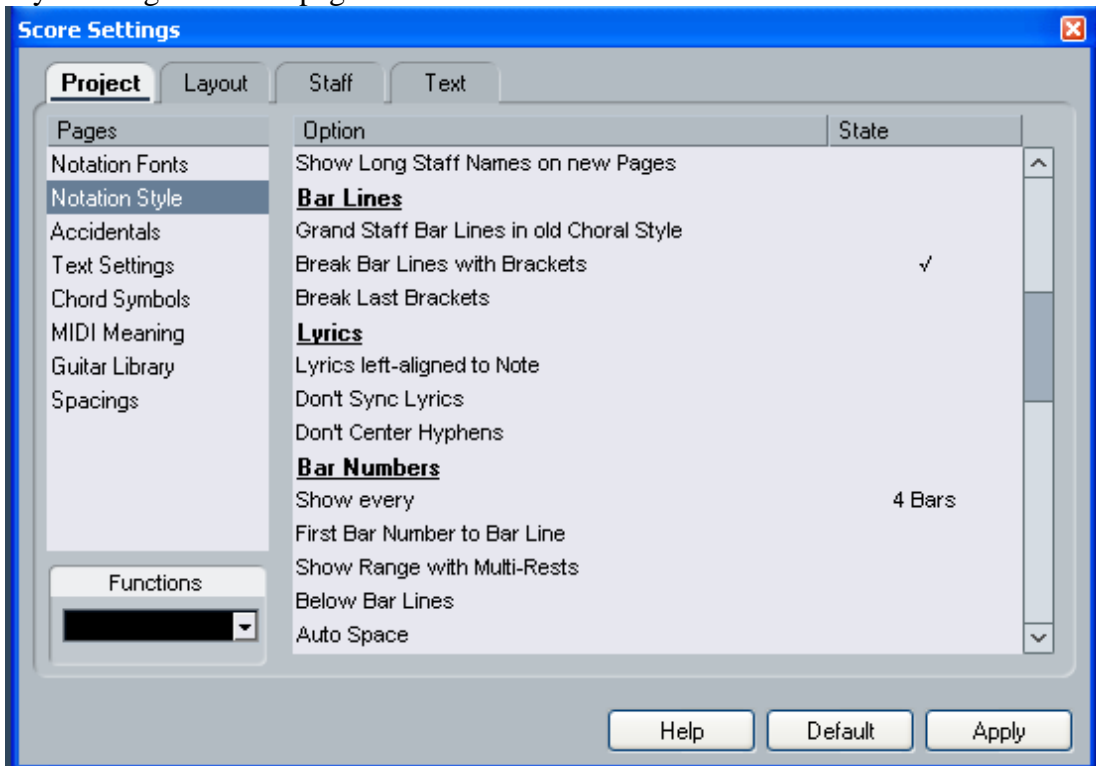 Score Settings
Project Layout Staff Text
Pages
Notation Fonts
Notation Style
Accidentals
Text Settings
Chord Symbols
MIDI Meaning
Guitar Library
Spacings
Functions
Option State
Show Long Staff Names on new Pages
Bar Lines
Grand Staff Bar Lines in old Choral Style
Break Bar Lines with Brackets √
Break Last Brackets
Lyrics
Lyrics left-aligned to Note
Don't Sync Lyrics
Don't Center Hyphens
Bar Numbers
Show every 4 Bars
First Bar Number to Bar Line
Show Range with Multi-Rests
Below Bar Lines
Auto Space
Help Default Apply